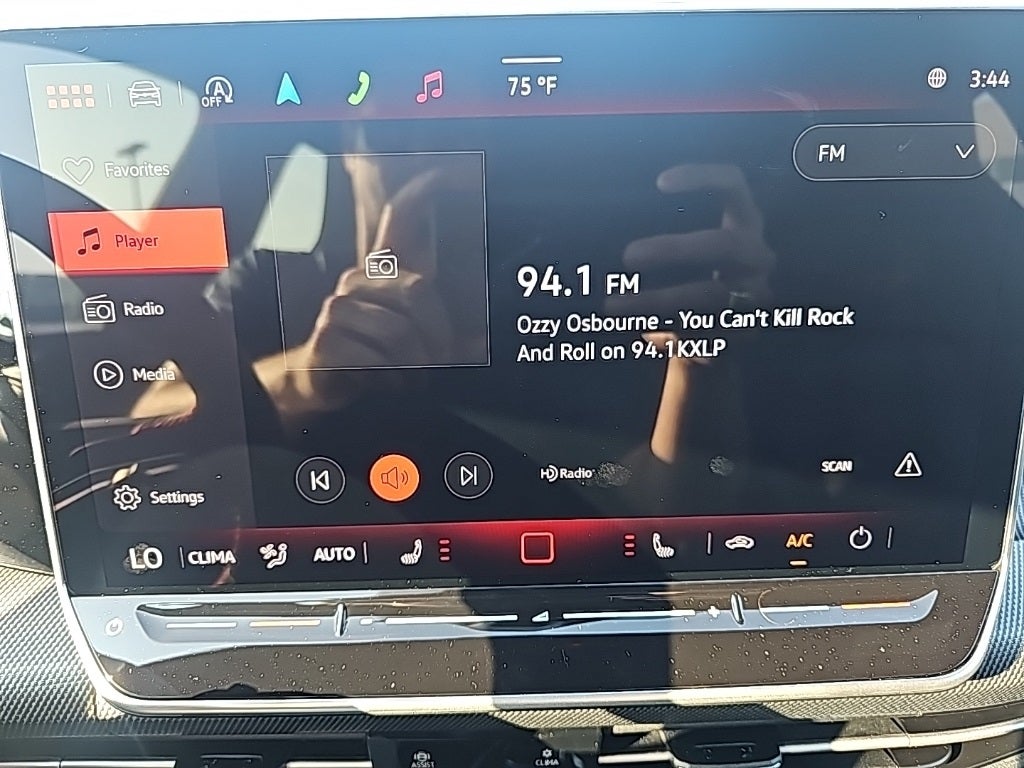 A
OFF
75 °F
3:44
Favorites
FM
Player
94.1 FM
Radio
Ozzy Osbourne - You Can't Kill Rock
And Roll on 94.1KXLP
Media
HD Radio
SCAN
Settings
LO CLIMA AUTO A/C
ASSIST
CLIMA